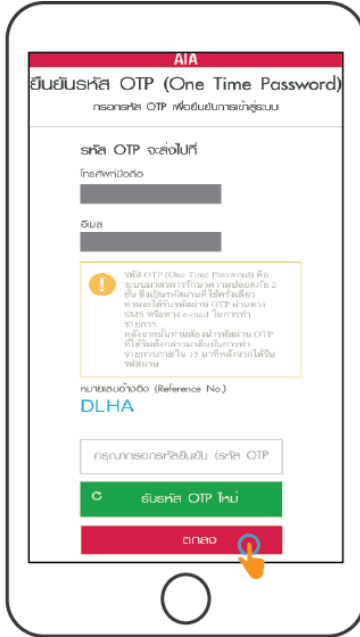 AIA
ยืนยันรหัส OTP (One Time Password)
กรอกรหัส OTP เพื่อยืนยันการเข้าสู่ระบบ
รหัส OTP จะส่งไปที่
โทรศัพท์มือถือ
อีเมล
รหัส OTP (One Time Password) คือ
ระบบมาตรการรักษาความปลอดภัย 2
ชั้น ซึ่งเป็นรหัสผ่านที่ใช้ครั้งเดียว
ท่านจะได้รับรหัสผ่าน OTP ผ่านทาง
SMS หรือทาง e-mail ในการทำ
รายการ
หลังจากนั้นท่านต้องนำรหัสผ่าน OTP
ที่ได้รับดังกล่าวมายืนยันการทำ
รายการภายใน 15 นาทีหลังจากได้รับ
รหัสผ่าน
หมายเลขอ้างอิง (Reference No.)
DLHA
กรุณากรอกรหัสยืนยัน (รหัส OTP
รับรหัส OTP ใหม่
ตกลง